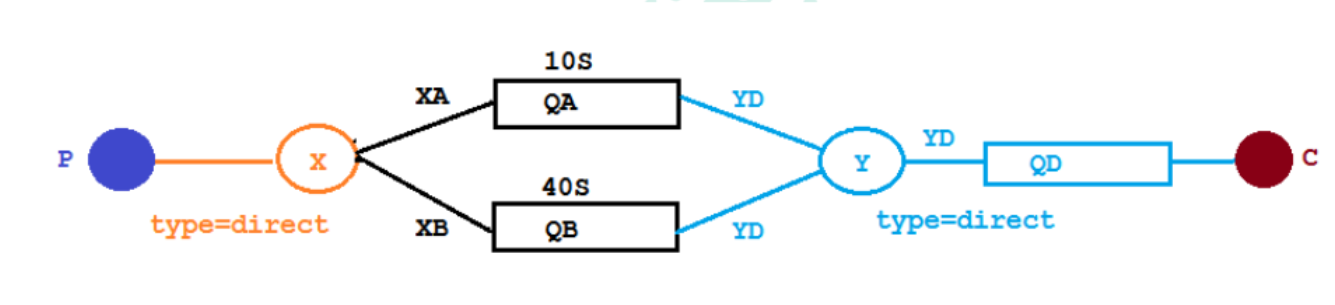 10S
XA
QA
YD
P
X
Y
YD
QD
C
type=direct
40S
XB
QB
YD
type=direct